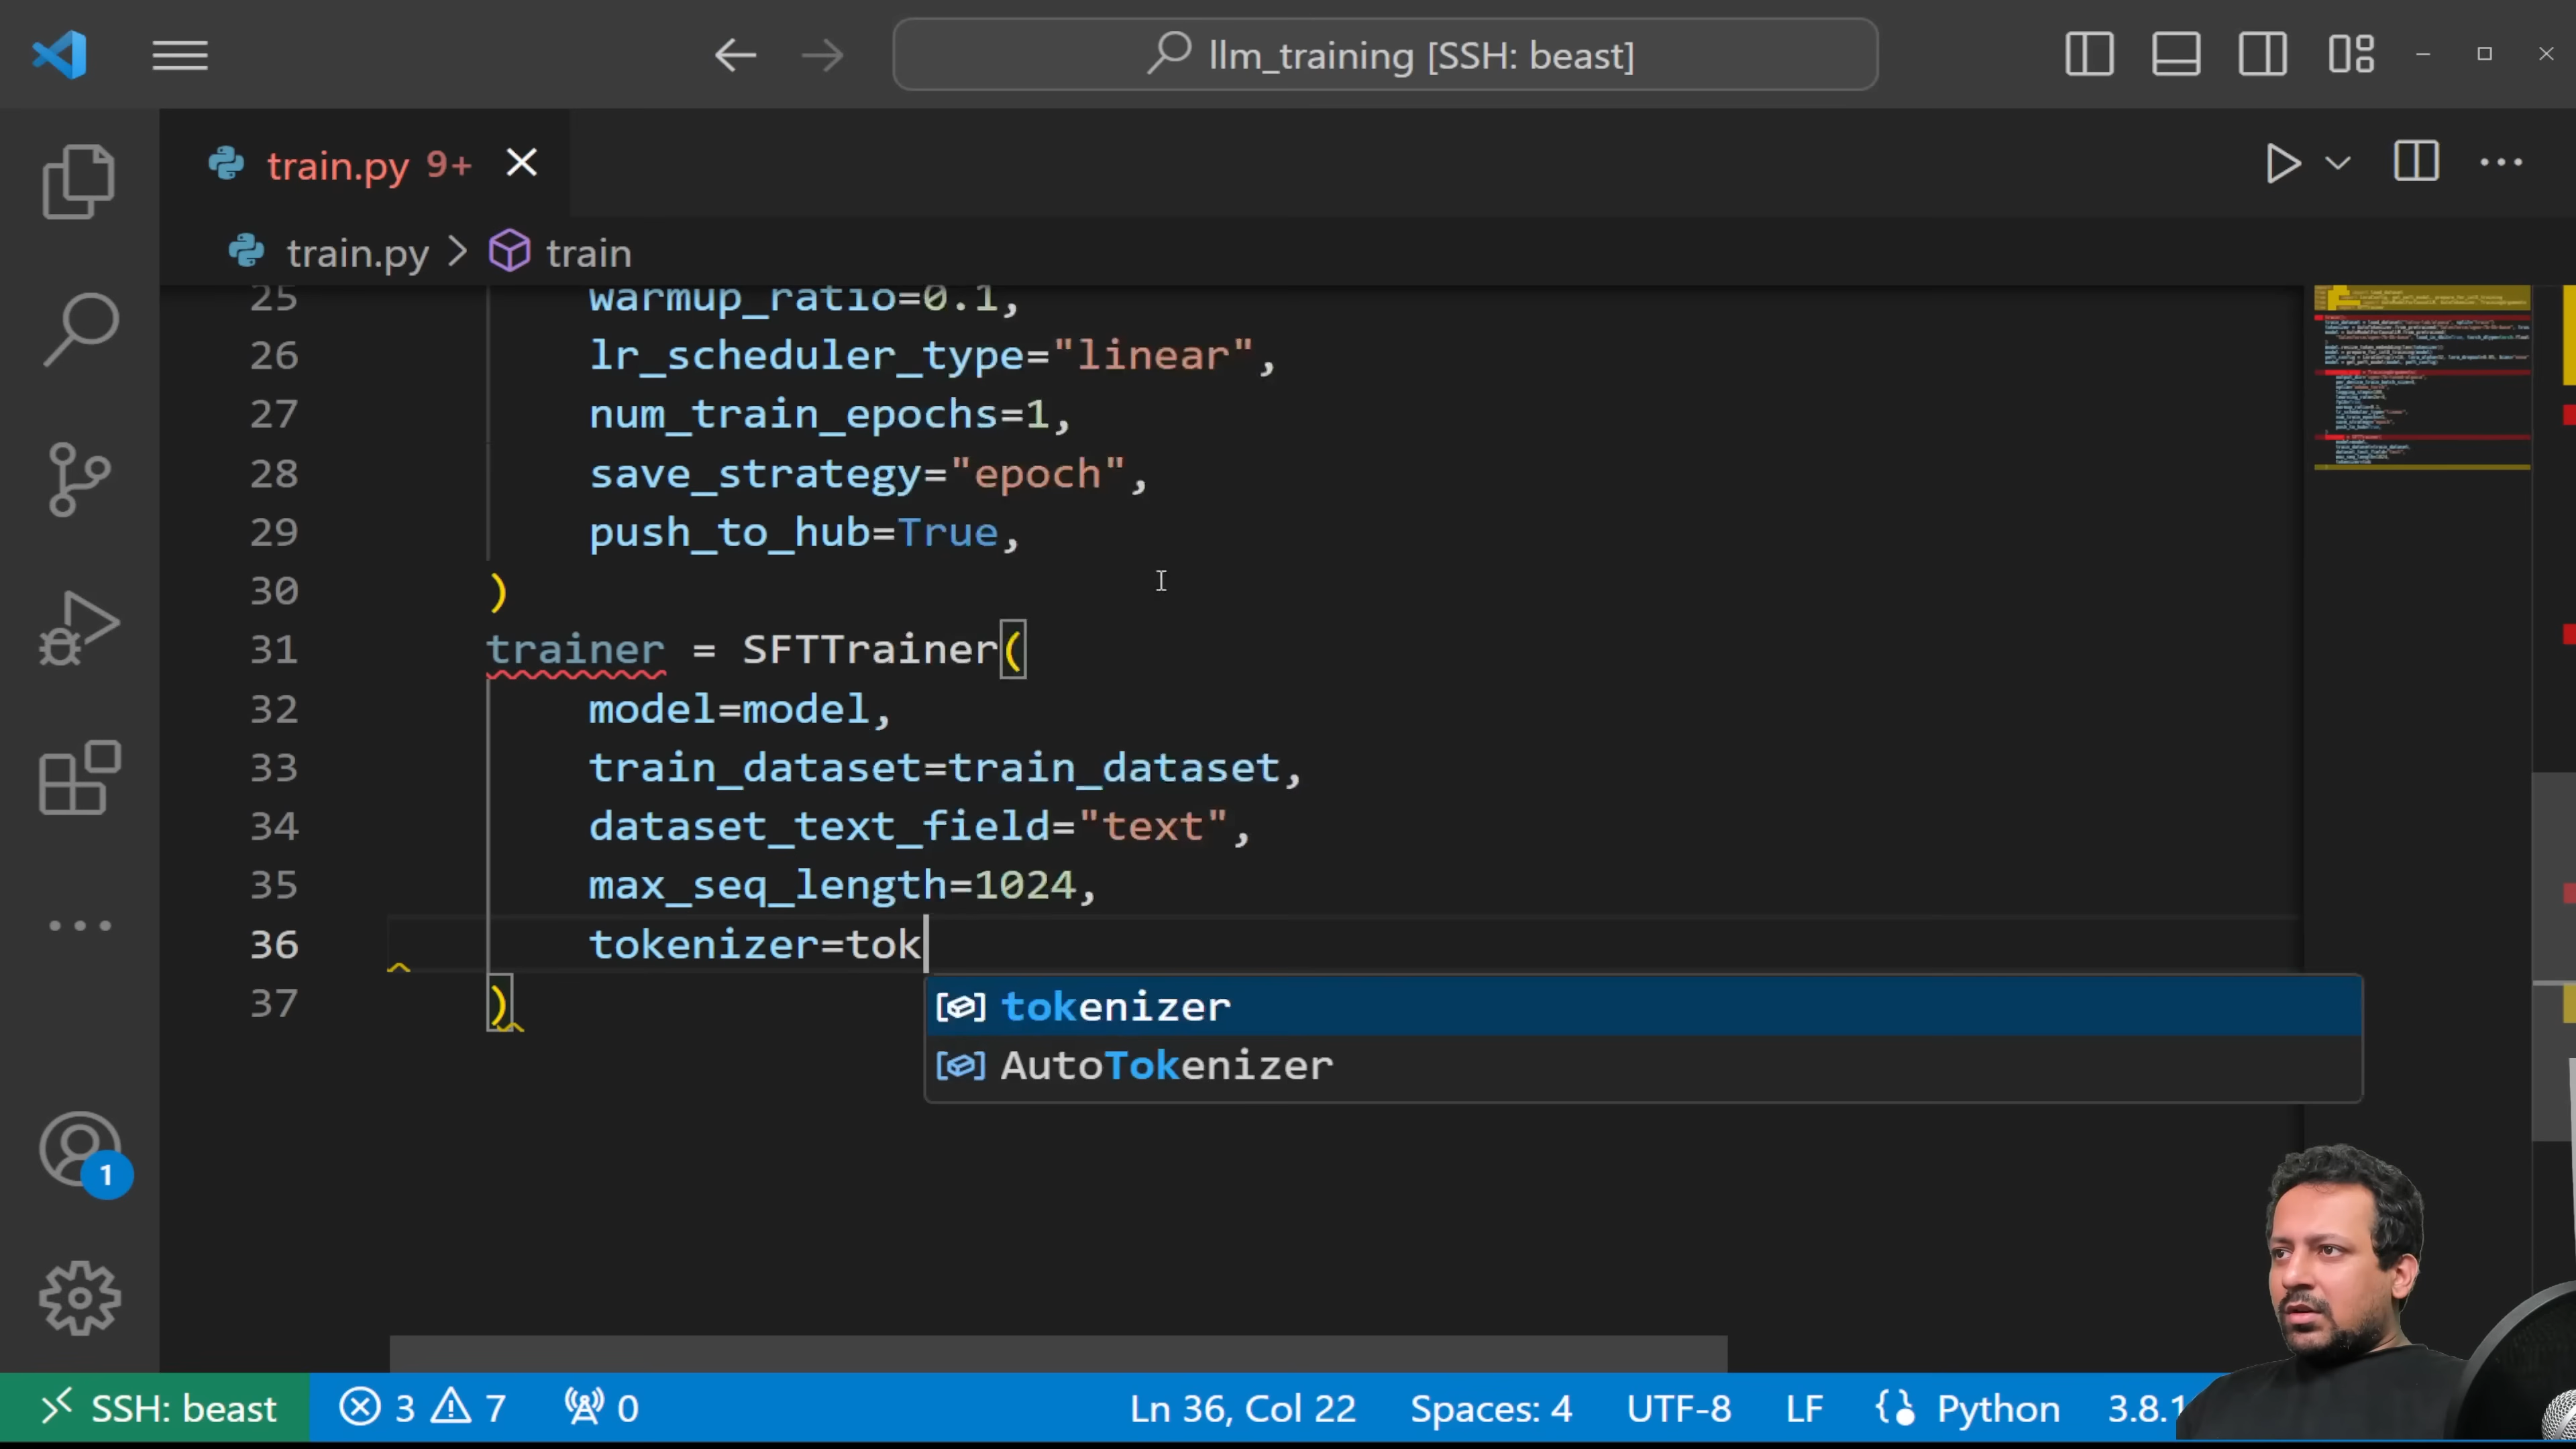 llm_training [SSH: beast]
train.py 9+
train.py > train
25 warmup_ratio=0.1,
26 lr_scheduler_type="linear",
27 num_train_epochs=1,
28 save_strategy="epoch",
29 push_to_hub=True,
30 )
31 trainer = SFTTrainer(
32 model=model,
33 train_dataset=train_dataset,
34 dataset_text_field="text",
35 max_seq_length=1024,
36 tokenizer=tok
37 )
tokenizer
AutoTokenizer
1
SSH: beast 3 7 0 Ln 36, Col 22 Spaces: 4 UTF-8 LF Python 3.8.1